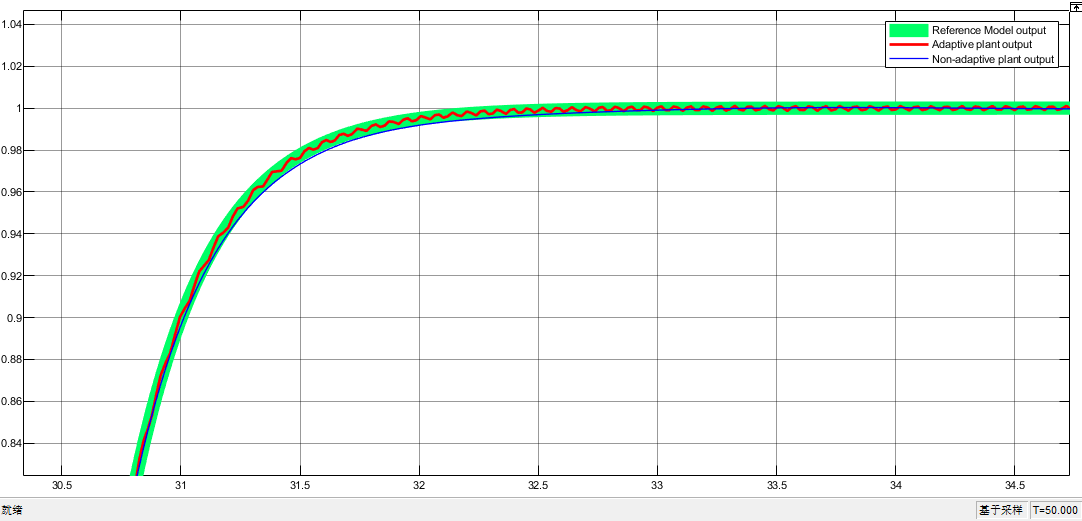 1.04
1.02
1
0.98
0.96
0.94
0.92
0.9
0.88
0.86
0.84
Reference Model output
Adaptive plant output
Non-adaptive plant output
30.5 31 31.5 32 32.5 33 33.5 34 34.5
就绪 基于采样 T=50.000